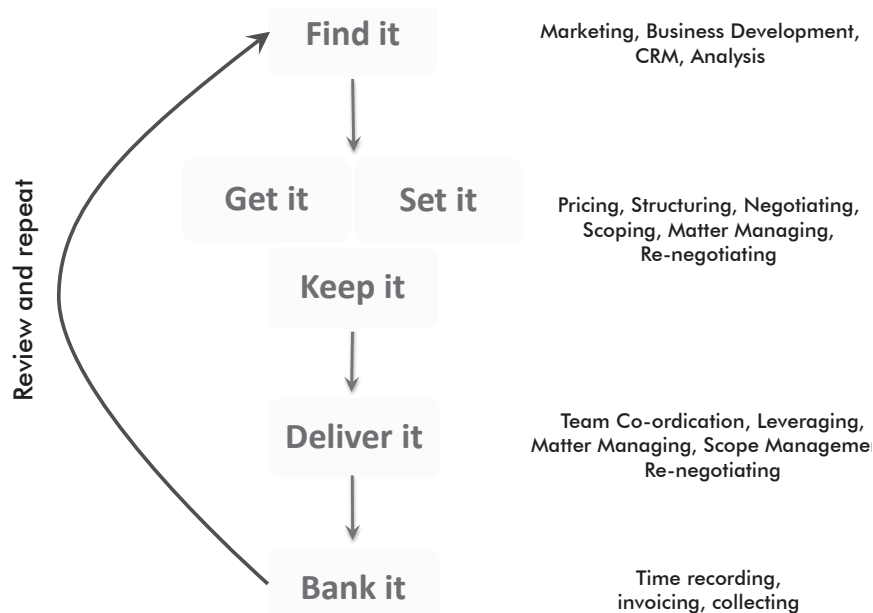 Find it
Marketing, Business Development,
CRM, Analysis
Review and repeat
Get it
Set it
Pricing, Structuring, Negotiating,
Scoping, Matter Managing,
Re-negotiating
Keep it
Deliver it
Team Co-ordication, Leveraging,
Matter Managing, Scope Managemen
Re-negotiating
Bank it
Time recording,
invoicing, collecting